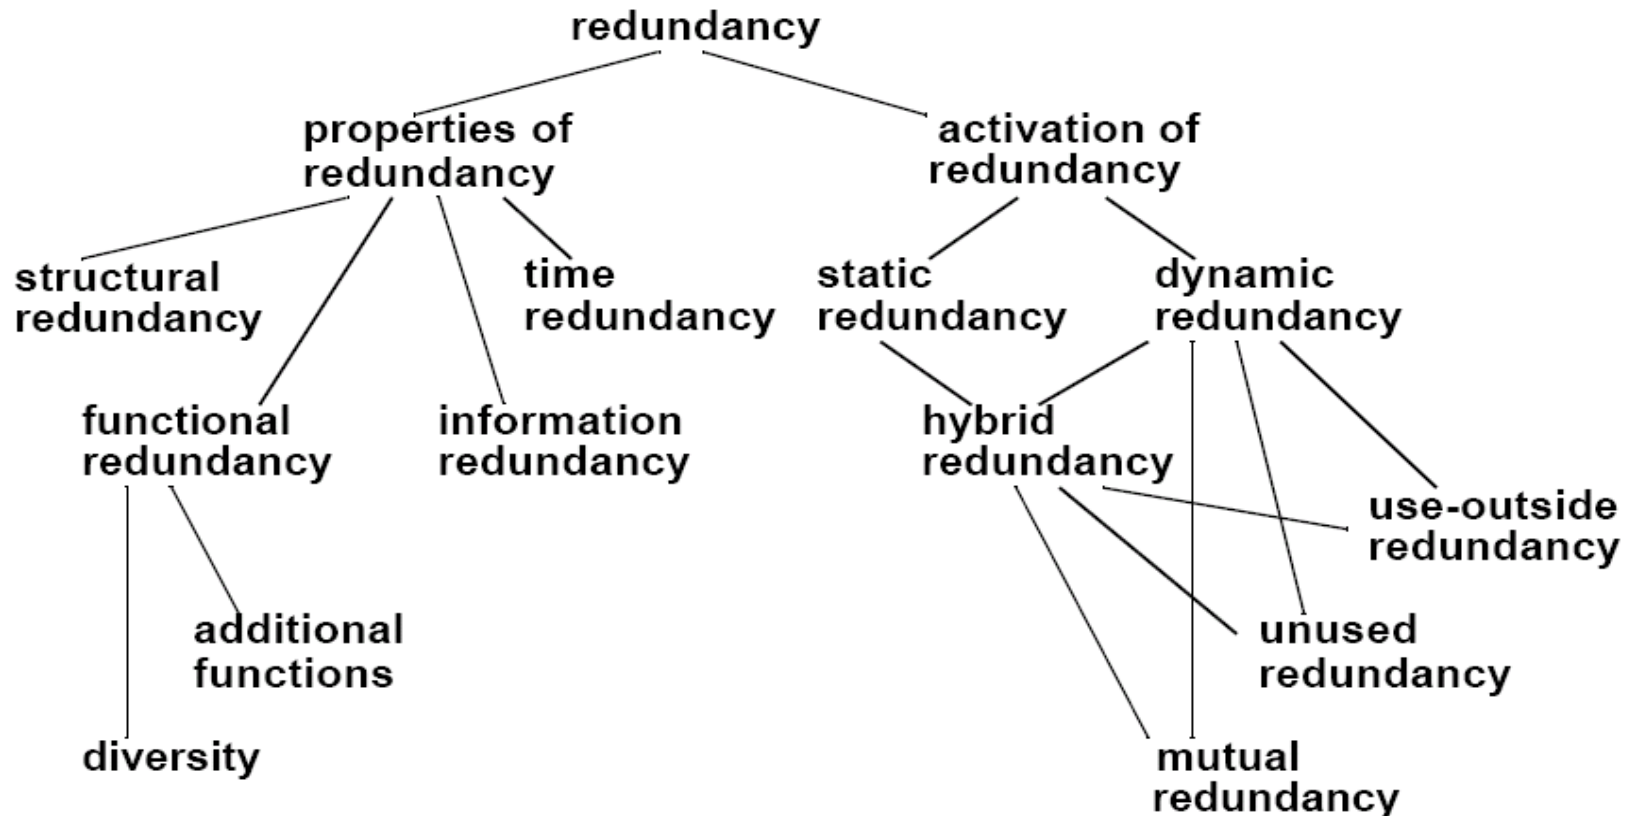 redundancy
properties of
redundancy
activation of
redundancy
structural
redundancy
time
redundancy
static
redundancy
dynamic
redundancy
functional
redundancy
information
redundancy
hybrid
redundancy
use-outside
redundancy
additional
functions
unused
redundancy
diversity
mutual
redundancy